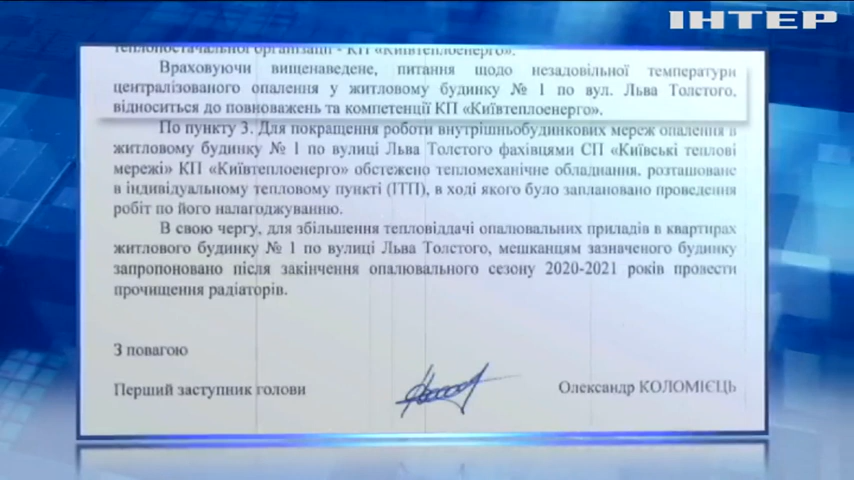 ІНТЕР
теплопостачальної організації - КП «Київтеплоенерго».
Враховуючи вищенаведене, питання щодо незадовільної температури
централізованого опалення у житловому будинку № 1 по вул. Льва Толстого,
відноситься до повноважень та компетенції КП «Київтеплоенерго».
По пункту 3. Для покращення роботи внутрішньобудинкових мереж опалення в
житловому будинку № 1 по вулиці Льва Толстого фахівцями СП «Київські теплові
мережі» КП «Київтеплоенерго» обстежено тепломеханічне обладнання, розташоване
в індивідуальному тепловому пункті (ІТП), в ході якого було заплановано проведення
робіт по його налагоджуванню.
В свою чергу, для збільшення тепловіддачі опалювальних приладів в квартирах
житлового будинку № 1 по вулиці Льва Толстого, мешканцям зазначеного будинку
запропоновано після закінчення опалювального сезону 2020-2021 років провести
прочищення радіаторів.
З повагою
Перший заступник голови
Олександр КОЛОМІЄЦЬ